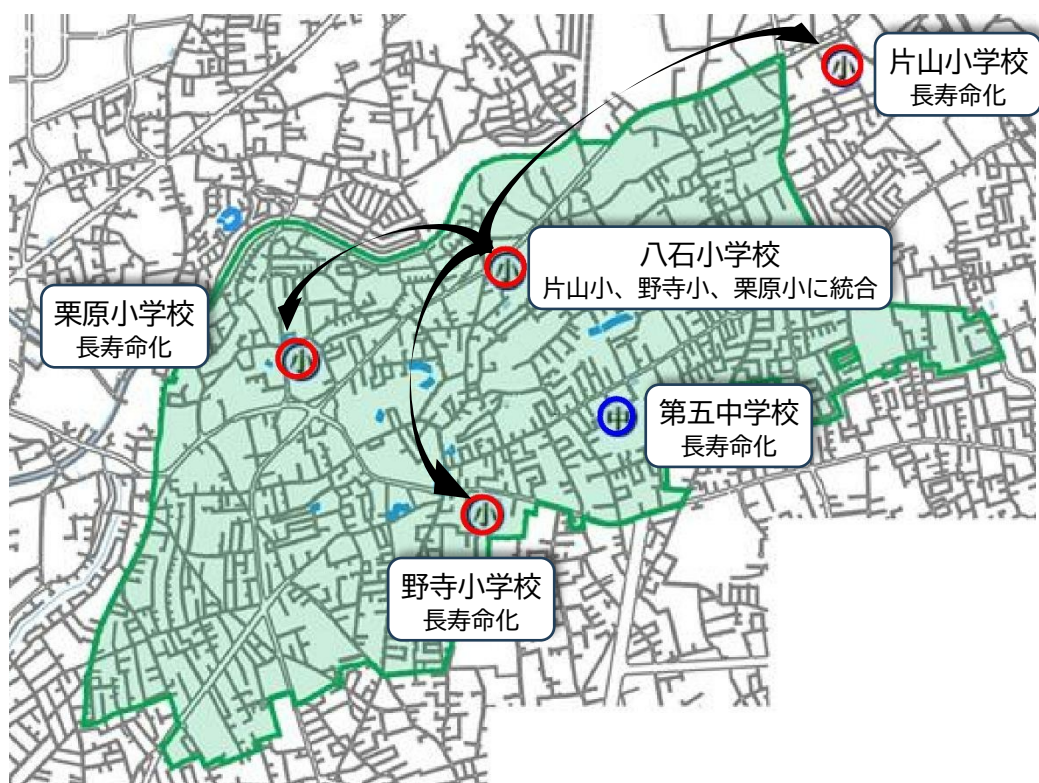 小
片山小学校
長寿命化
小
八石小学校
片山小、野寺小、栗原小に統合
栗原小学校
長寿命化
小
中
第五中学校
長寿命化
小
野寺小学校
長寿命化